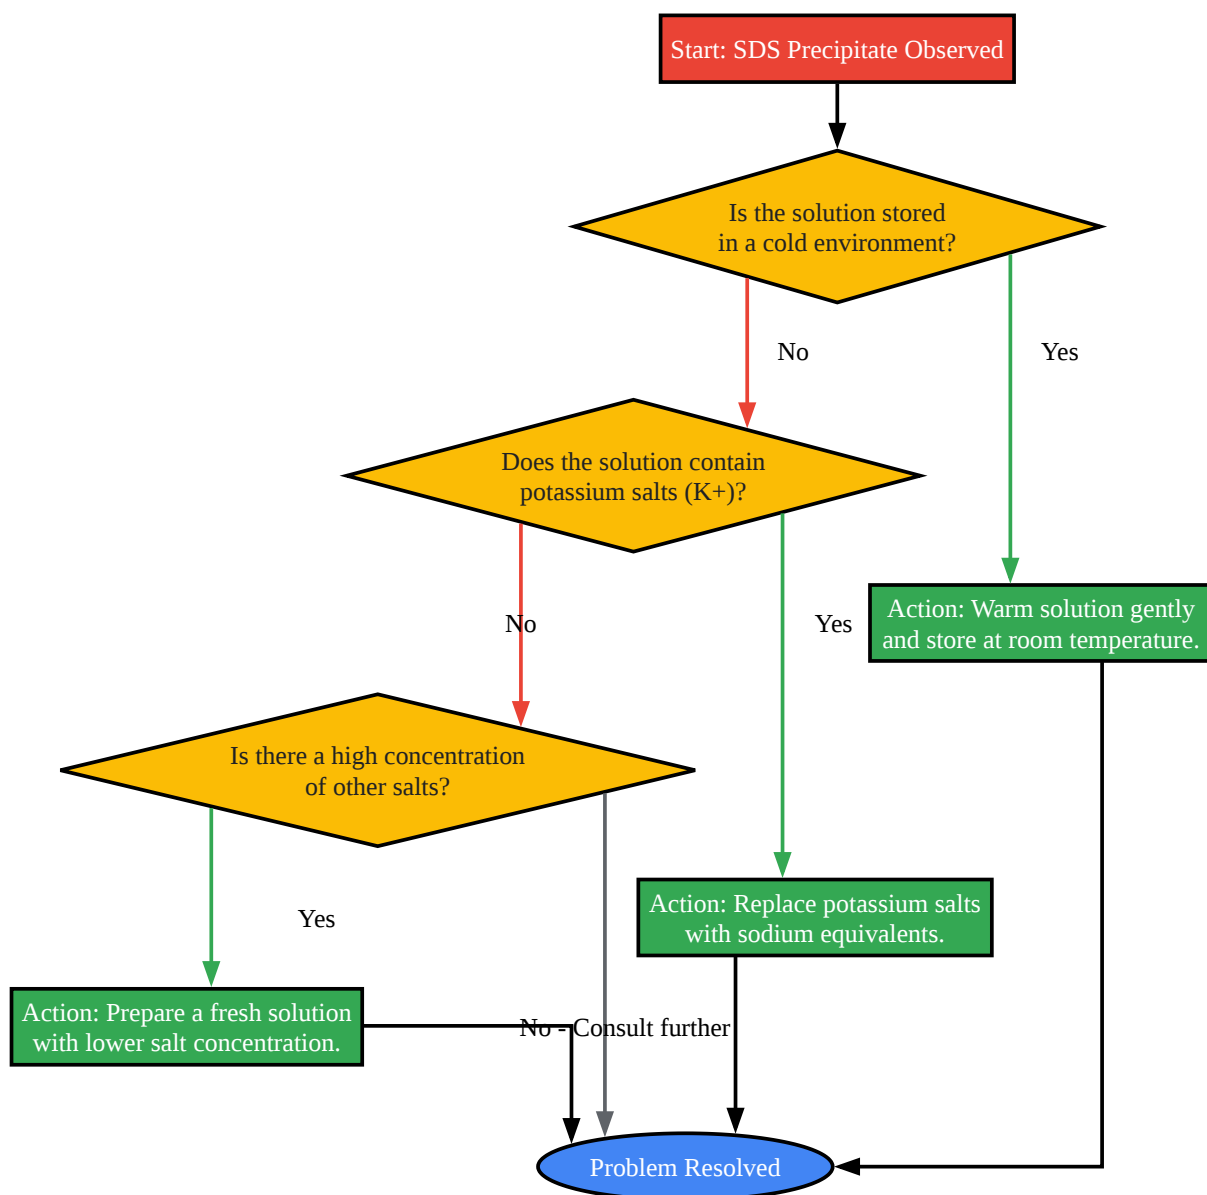 Start: SDS Precipitate Observed
Is the solution stored
in a cold environment?
No
Yes
Does the solution contain
potassium salts (K+)?
Action: Warm solution gently
and store at room temperature.
No
Yes
Is there a high concentration
of other salts?
Action: Replace potassium salts
with sodium equivalents.
Yes
Action: Prepare a fresh solution
with lower salt concentration.
No - Consult further
Problem Resolved